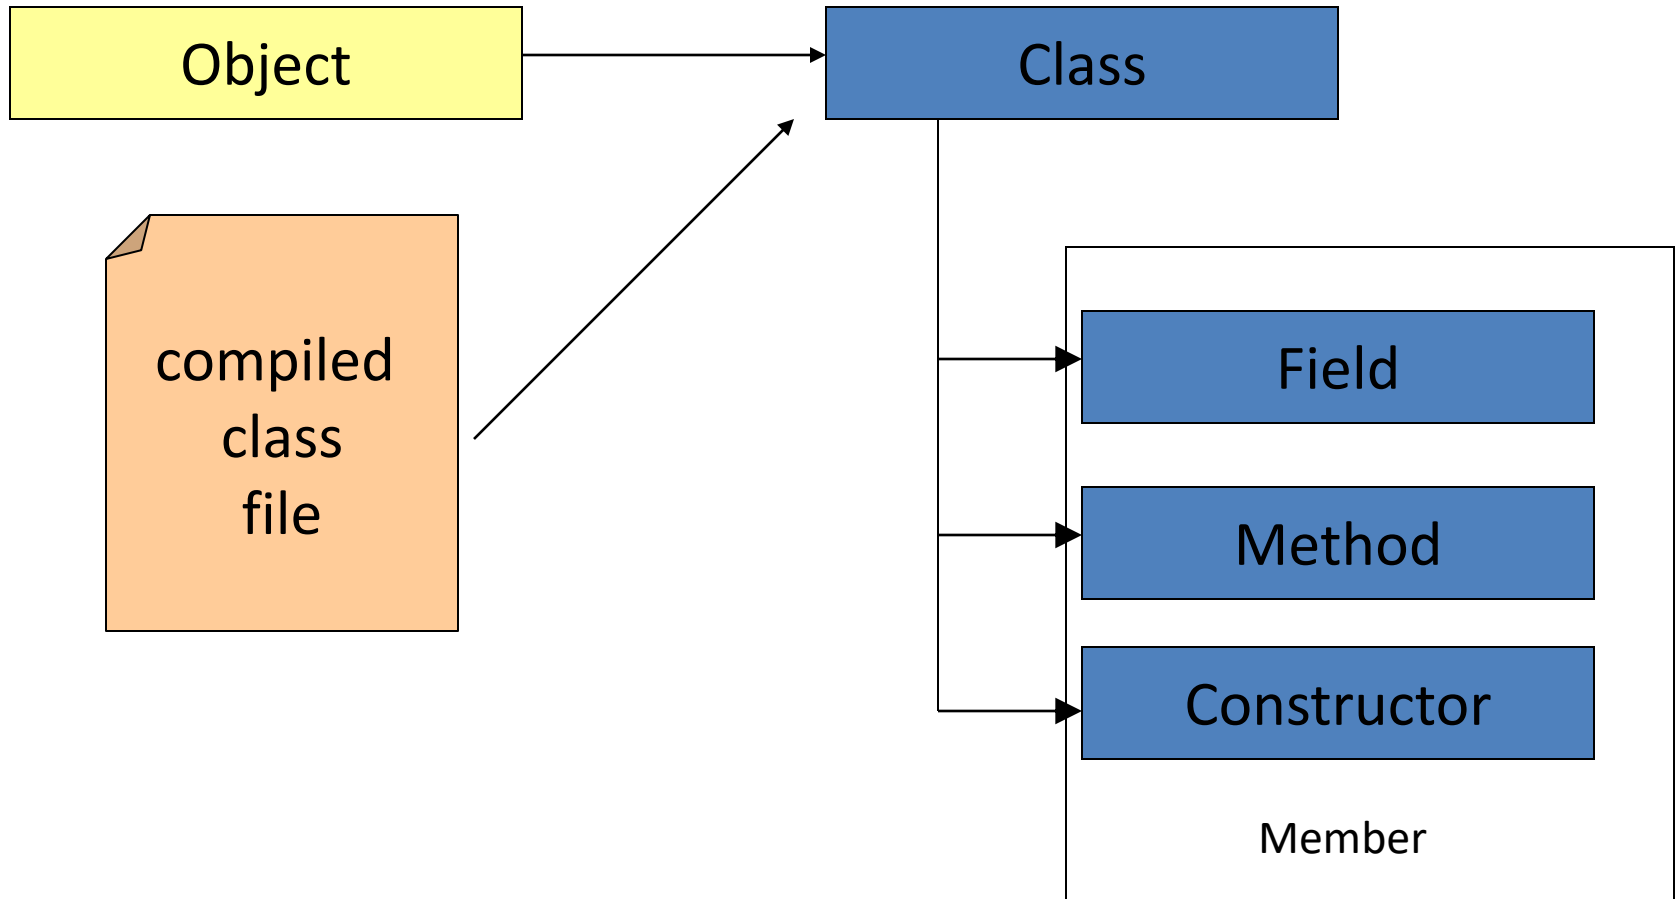 Object
Class
compiled
class
file
Field
Method
Constructor
Member